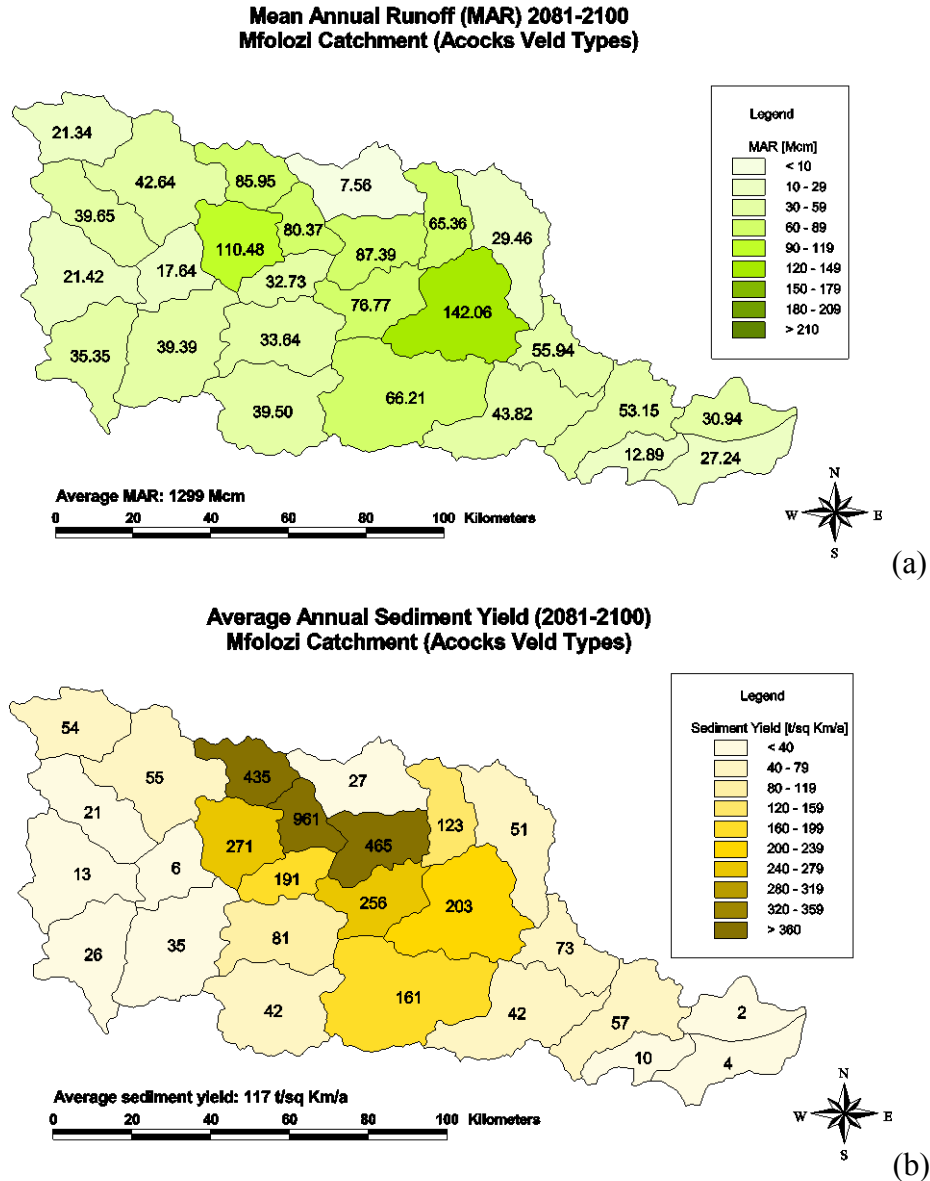 Mean Annual Runoff (MAR) 2081-2100
Mfolozi Catchment (Acocks Veld Types)
Legend
MAR [Mcm]
< 10
10 - 29
30 - 59
60 - 89
90 - 119
120 - 149
150 - 179
180 - 209
> 210
21.34
42.64
85.95
7.56
39.65
80.37
65.36
29.46
110.48
87.39
21.42
17.64
32.73
76.77
142.06
35.35
39.39
33.64
55.94
39.50
66.21
43.82
53.15
30.94
12.89
27.24
Average MAR: 1299 Mcm
0 20 40 60 80 100 Kilometers
N
W E
S
(a)
Average Annual Sediment Yield (2081-2100)
Mfolozi Catchment (Acocks Veld Types)
Legend
Sediment Yield [t/sq Km/a]
< 40
40 - 79
80 - 119
120 - 159
160 - 199
200 - 239
240 - 279
280 - 319
320 - 359
> 360
54
55
435
27
21
961
123
51
271
465
13
6
191
256
203
26
35
81
73
42
161
42
57
2
10
4
Average sediment yield: 117 t/sq Km/a
0 20 40 60 80 100 Kilometers
N
W E
S
(b)